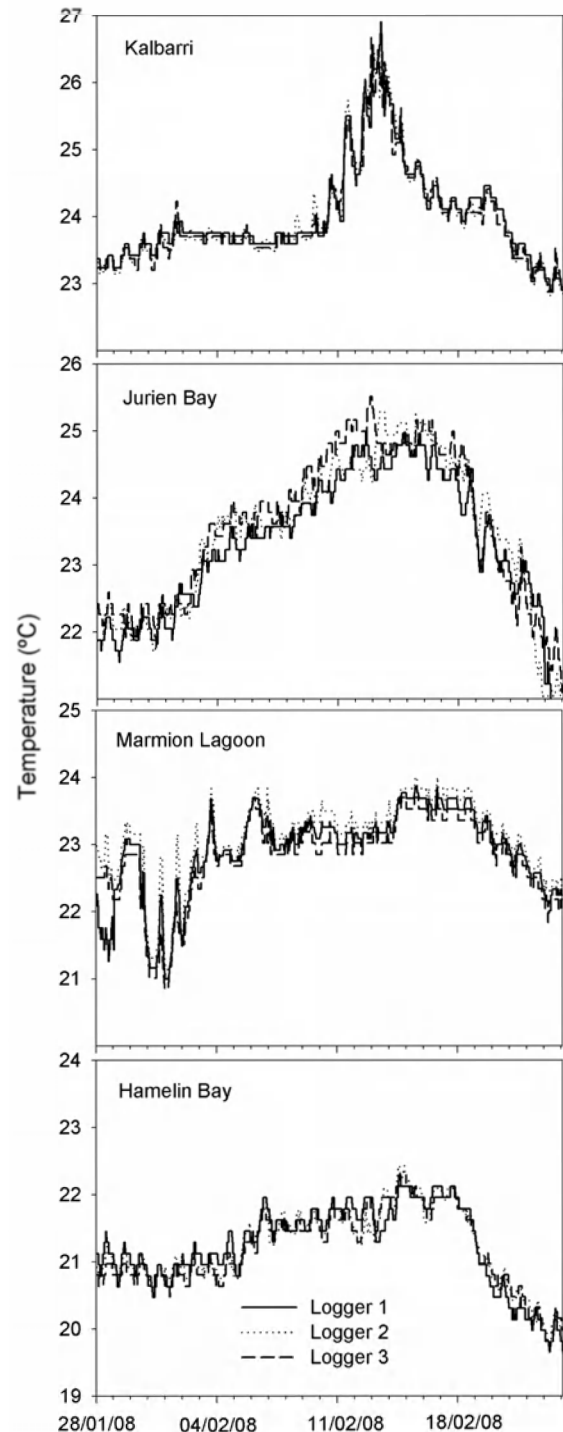 27
Kalbarri
26
25
24
23
26
Jurien Bay
25
24
23
22
Temperature (ºC)
25
Marmion Lagoon
24
23
22
21
24
Hamelin Bay
23
22
21
20
19
Logger 1
Logger 2
Logger 3
28/01/08 04/02/08 11/02/08 18/02/08